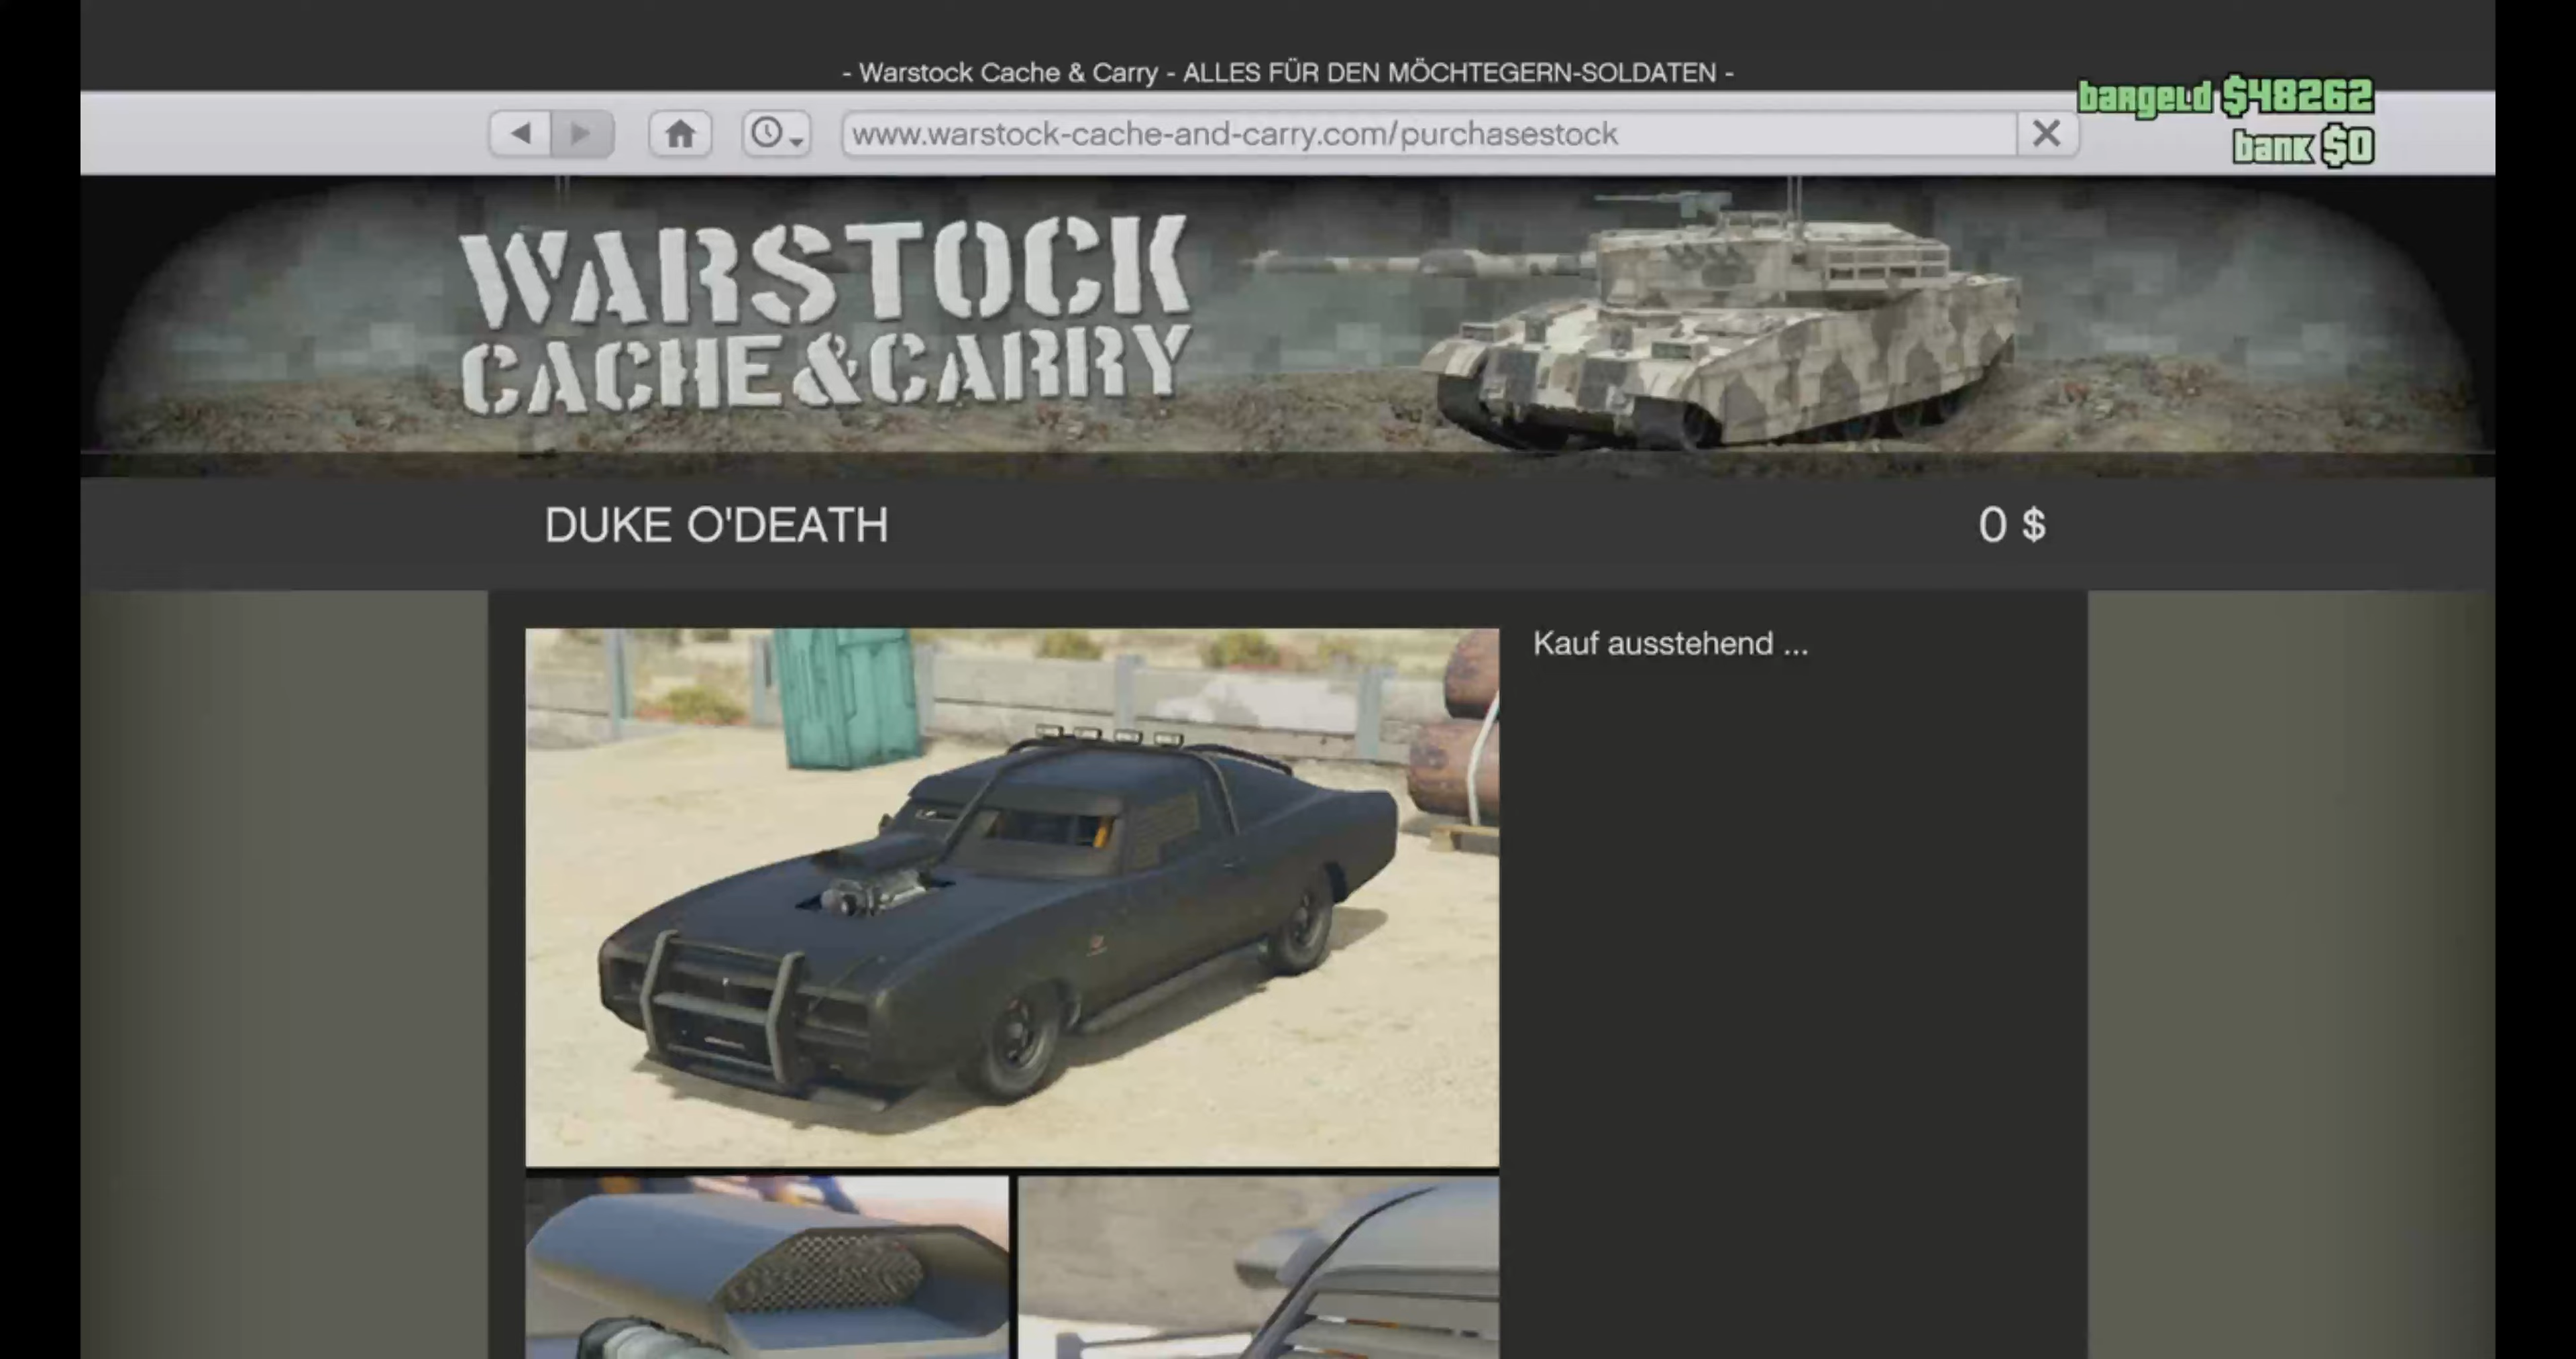 - Warstock Cache & Carry - ALLES FÜR DEN MÖCHTEGERN-SOLDATEN -
bargeld $48262
www.warstock-cache-and-carry.com/purchasestock
bank $0
WARSTOCK
CACHE & CARRY
DUKE O'DEATH
0 $
Kauf ausstehend ...